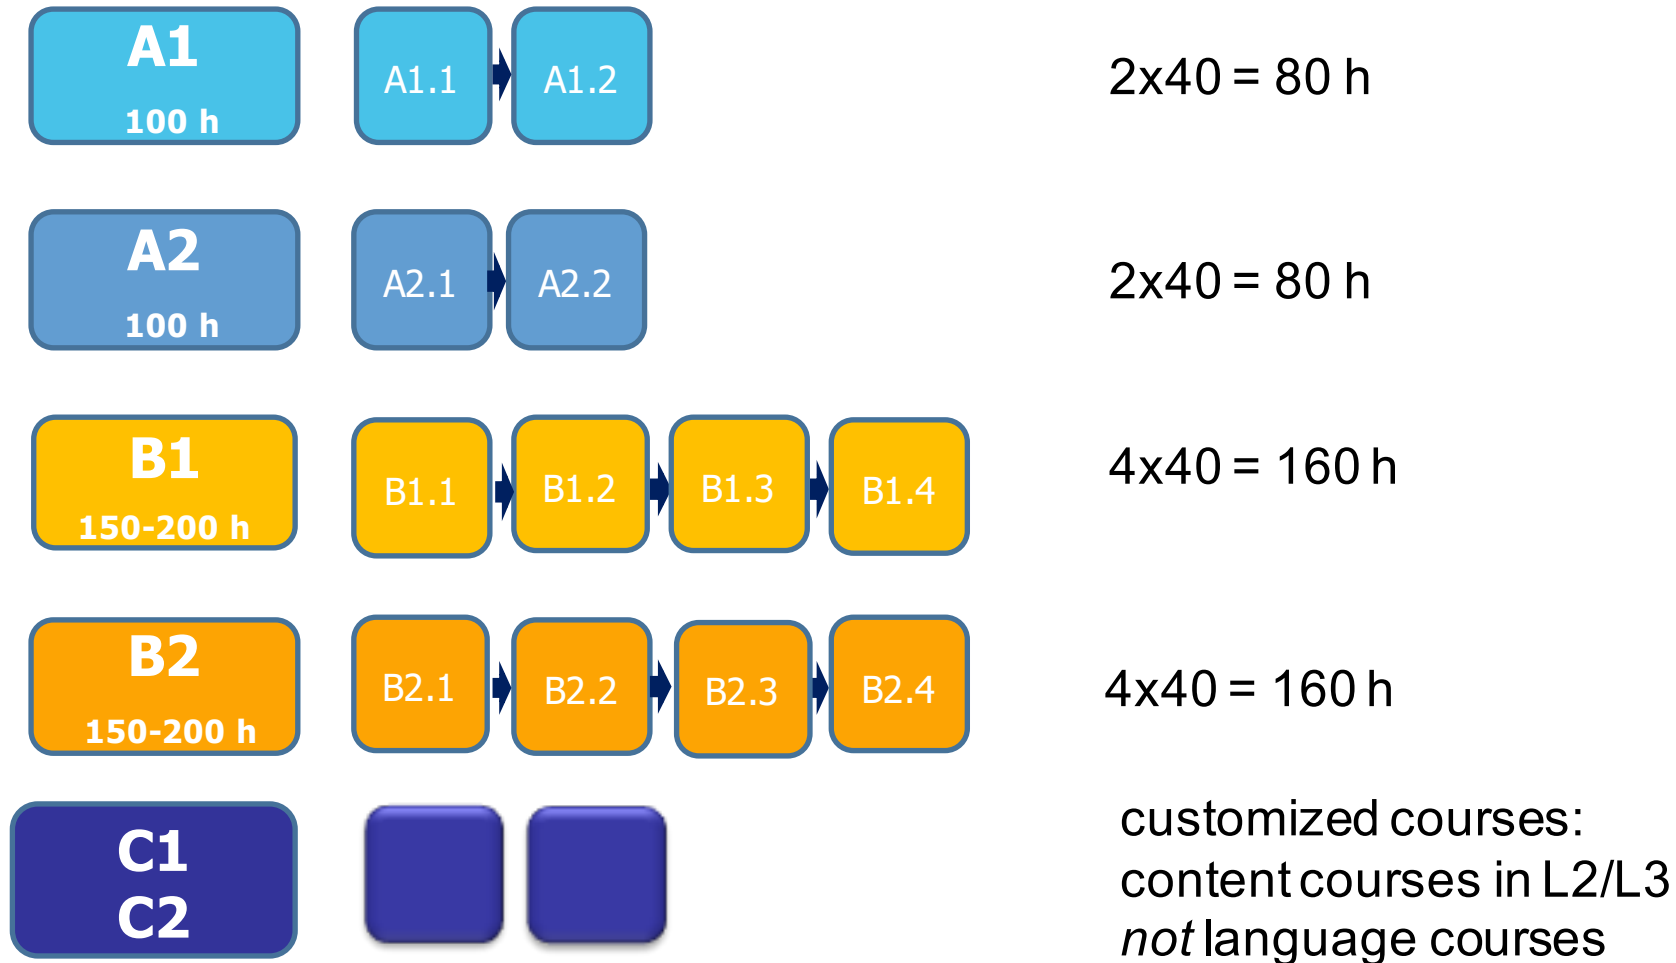 A1
100 h
A1.1
A1.2
2x40 = 80 h
A2
100 h
A2.1
A2.2
2x40 = 80 h
B1
150-200 h
B1.1
B1.2
B1.3
B1.4
4x40 = 160 h
B2
150-200 h
B2.1
B2.2
B2.3
B2.4
4x40 = 160 h
C1
C2
customized courses:
content courses in L2/L3
not language courses